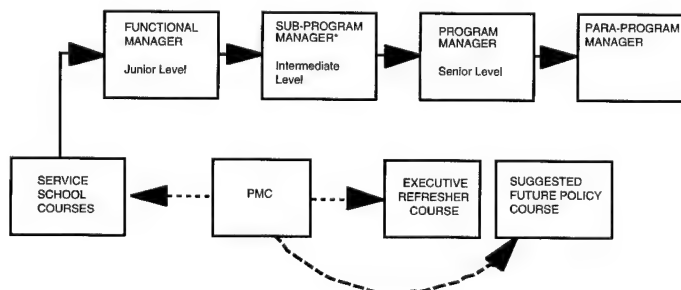 FUNCTIONAL
MANAGER
Junior Level
SUB-PROGRAM
MANAGER*
Intermediate
Level
PROGRAM
MANAGER
Senior Level
PARA-PROGRAM
MANAGER
SERVICE
SCHOOL
COURSES
PMC
EXECUTIVE
REFRESHER
COURSE
SUGGESTED
FUTURE POLICY
COURSE